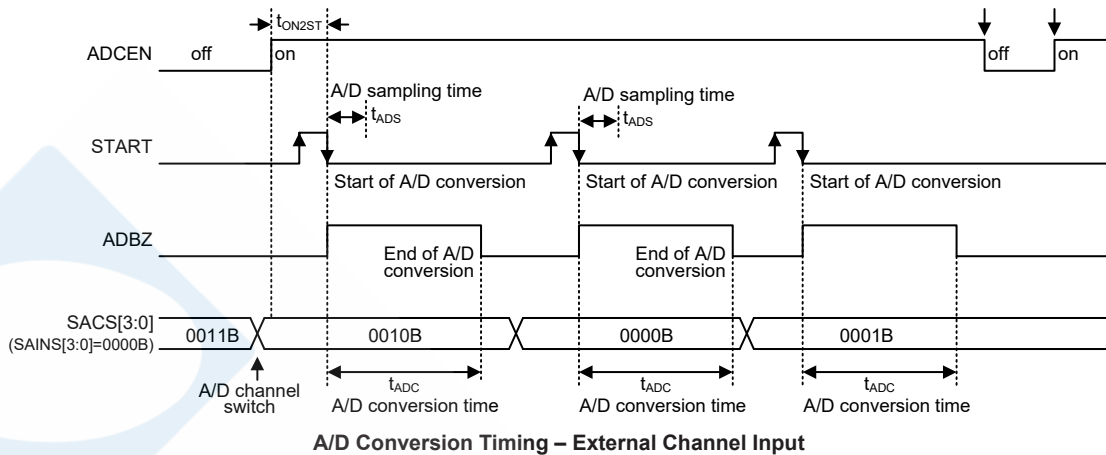 tON2ST
ADCEN
off
on
off
on
A/D sampling time
tADS
A/D sampling time
tADS
START
Start of A/D conversion
Start of A/D conversion
Start of A/D conversion
ADBZ
End of A/D
conversion
End of A/D
conversion
SACS[3:0]
(SAINS[3:0]=0000B)
0011B
0010B
0000B
0001B
A/D channel
switch
tADC
A/D conversion time
tADC
A/D conversion time
tADC
A/D conversion time
A/D Conversion Timing – External Channel Input